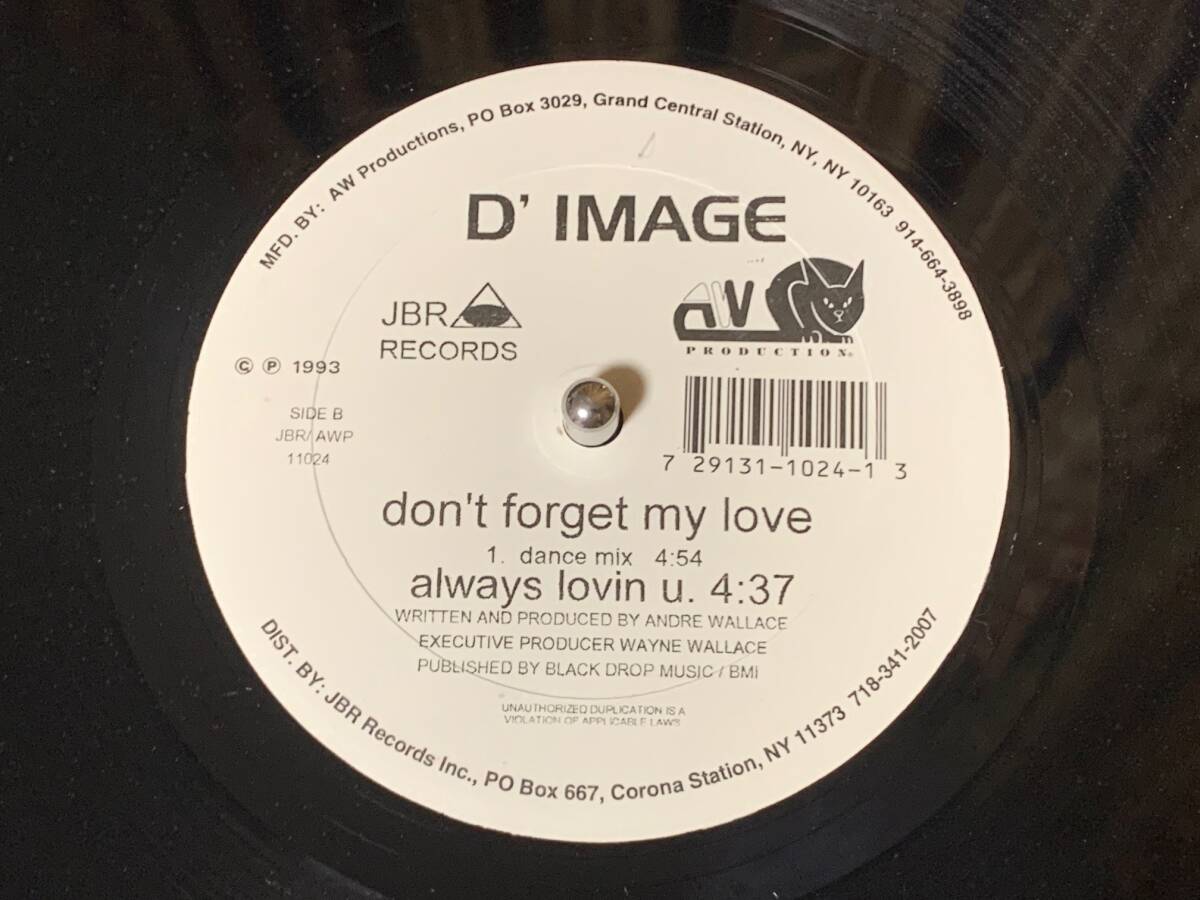 MFD. BY: AW Productions, PO Box 3029, Grand Central Station, NY, NY 10163 914-664-3898
D' IMAGE
JBR
RECORDS
AW
PRODUCTION
© ℗ 1993
SIDE B
JBR/ AWP
11024
7 29131-1024-1 3
don't forget my love
1. dance mix 4:54
always lovin u. 4:37
WRITTEN AND PRODUCED BY ANDRE WALLACE
EXECUTIVE PRODUCER WAYNE WALLACE
PUBLISHED BY BLACK DROP MUSIC / BMI
UNAUTHORIZED DUPLICATION IS A
VIOLATION OF APPLICABLE LAWS
DIST. BY: JBR Records Inc., PO Box 667, Corona Station, NY 11373 718-341-2007